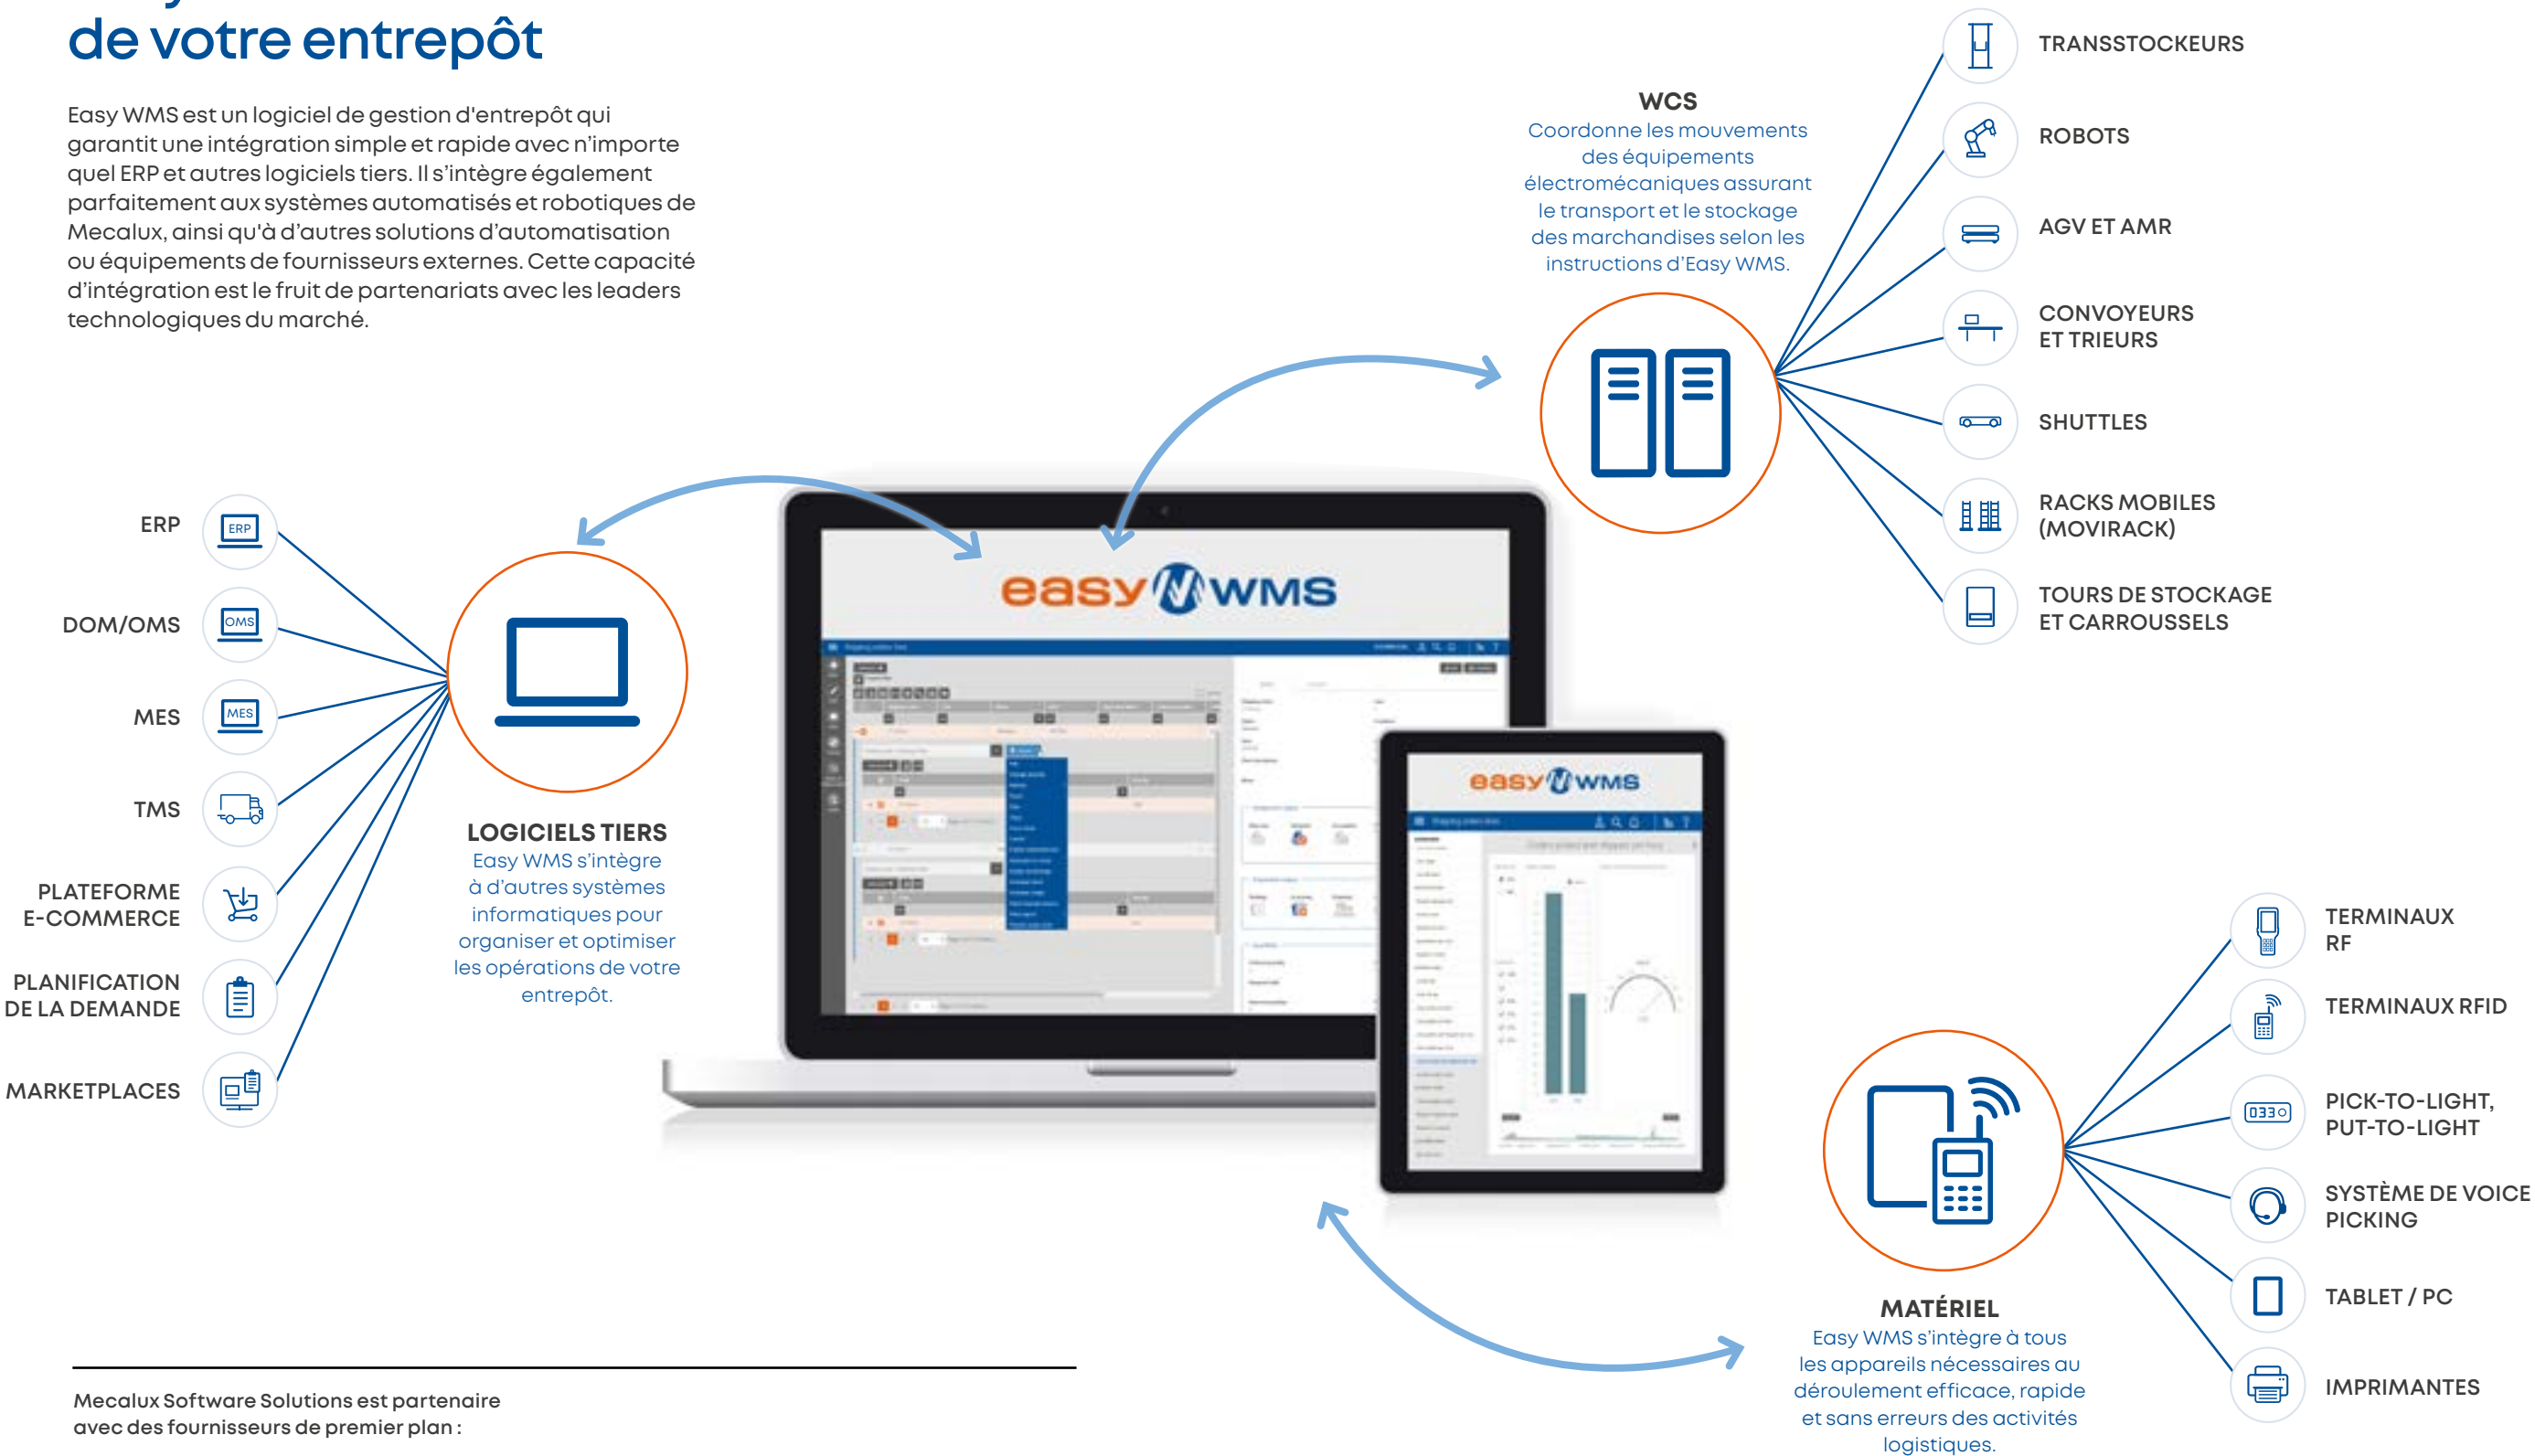 de votre entrepôt
Easy WMS est un logiciel de gestion d'entrepôt qui
garantit une intégration simple et rapide avec n’importe
quel ERP et autres logiciels tiers. Il s’intègre également
parfaitement aux systèmes automatisés et robotiques de
Mecalux, ainsi qu'à d’autres solutions d’automatisation
ou équipements de fournisseurs externes. Cette capacité
d’intégration est le fruit de partenariats avec les leaders
technologiques du marché.
WCS
Coordonne les mouvements
des équipements
électromécaniques assurant
le transport et le stockage
des marchandises selon les
instructions d’Easy WMS.
TRANSSTOCKEURS
ROBOTS
AGV ET AMR
CONVOYEURS
ET TRIEURS
SHUTTLES
RACKS MOBILES
(MOVIRACK)
TOURS DE STOCKAGE
ET CARROUSSELS
ERP
ERP
DOM/OMS
OMS
MES
MES
TMS
PLATEFORME
E-COMMERCE
PLANIFICATION
DE LA DEMANDE
MARKETPLACES
LOGICIELS TIERS
Easy WMS s’intègre
à d’autres systèmes
informatiques pour
organiser et optimiser
les opérations de votre
entrepôt.
easy WMS
easy WMS
MATÉRIEL
Easy WMS s’intègre à tous
les appareils nécessaires au
déroulement efficace, rapide
et sans erreurs des activités
logistiques.
TERMINAUX
RF
TERMINAUX RFID
033
PICK-TO-LIGHT,
PUT-TO-LIGHT
SYSTÈME DE VOICE
PICKING
TABLET / PC
IMPRIMANTES
Mecalux Software Solutions est partenaire
avec des fournisseurs de premier plan :